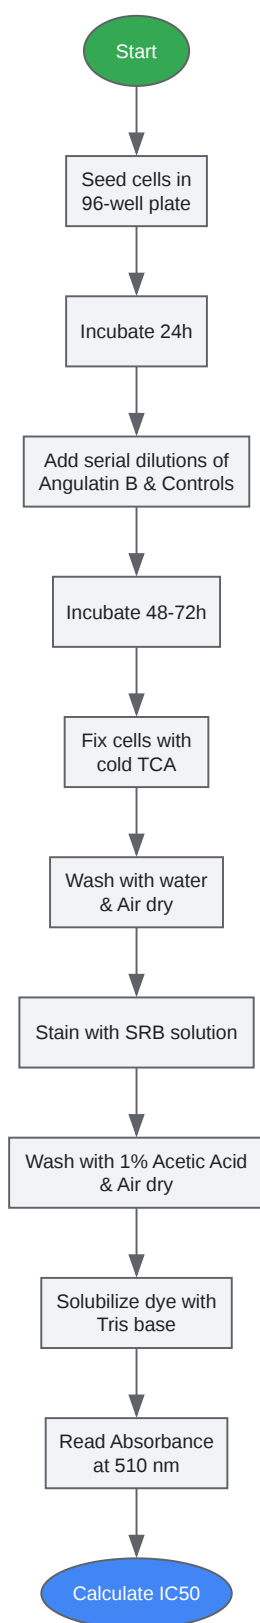 Start
Seed cells in
96-well plate
Incubate 24h
Add serial dilutions of
Angulatin B & Controls
Incubate 48-72h
Fix cells with
cold TCA
Wash with water
& Air dry
Stain with SRB solution
Wash with 1% Acetic Acid
& Air dry
Solubilize dye with
Tris base
Read Absorbance
at 510 nm
Calculate IC50